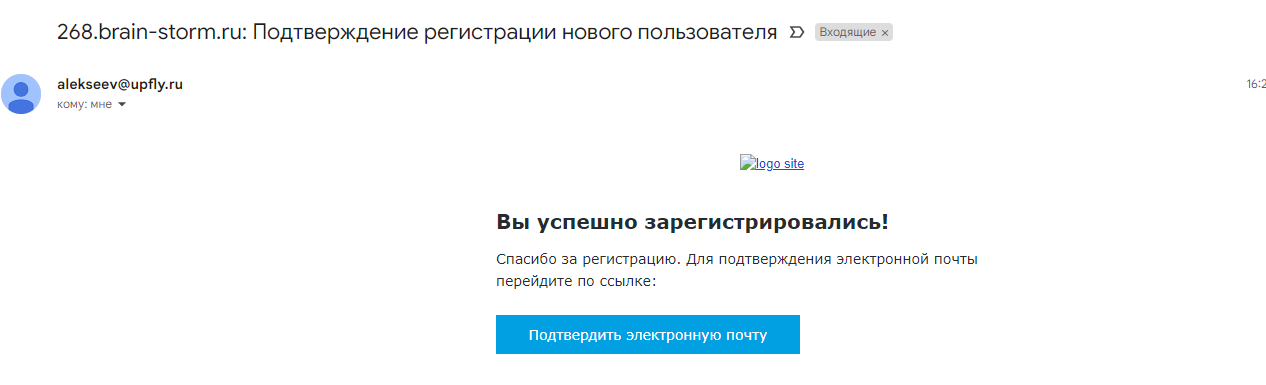 268.brain-storm.ru: Подтверждение регистрации нового пользователя Входящие ×
alekseev@upfly.ru
16:2
кому: мне
logo site
Вы успешно зарегистрировались!
Спасибо за регистрацию. Для подтверждения электронной почты
перейдите по ссылке:
Подтвердить электронную почту